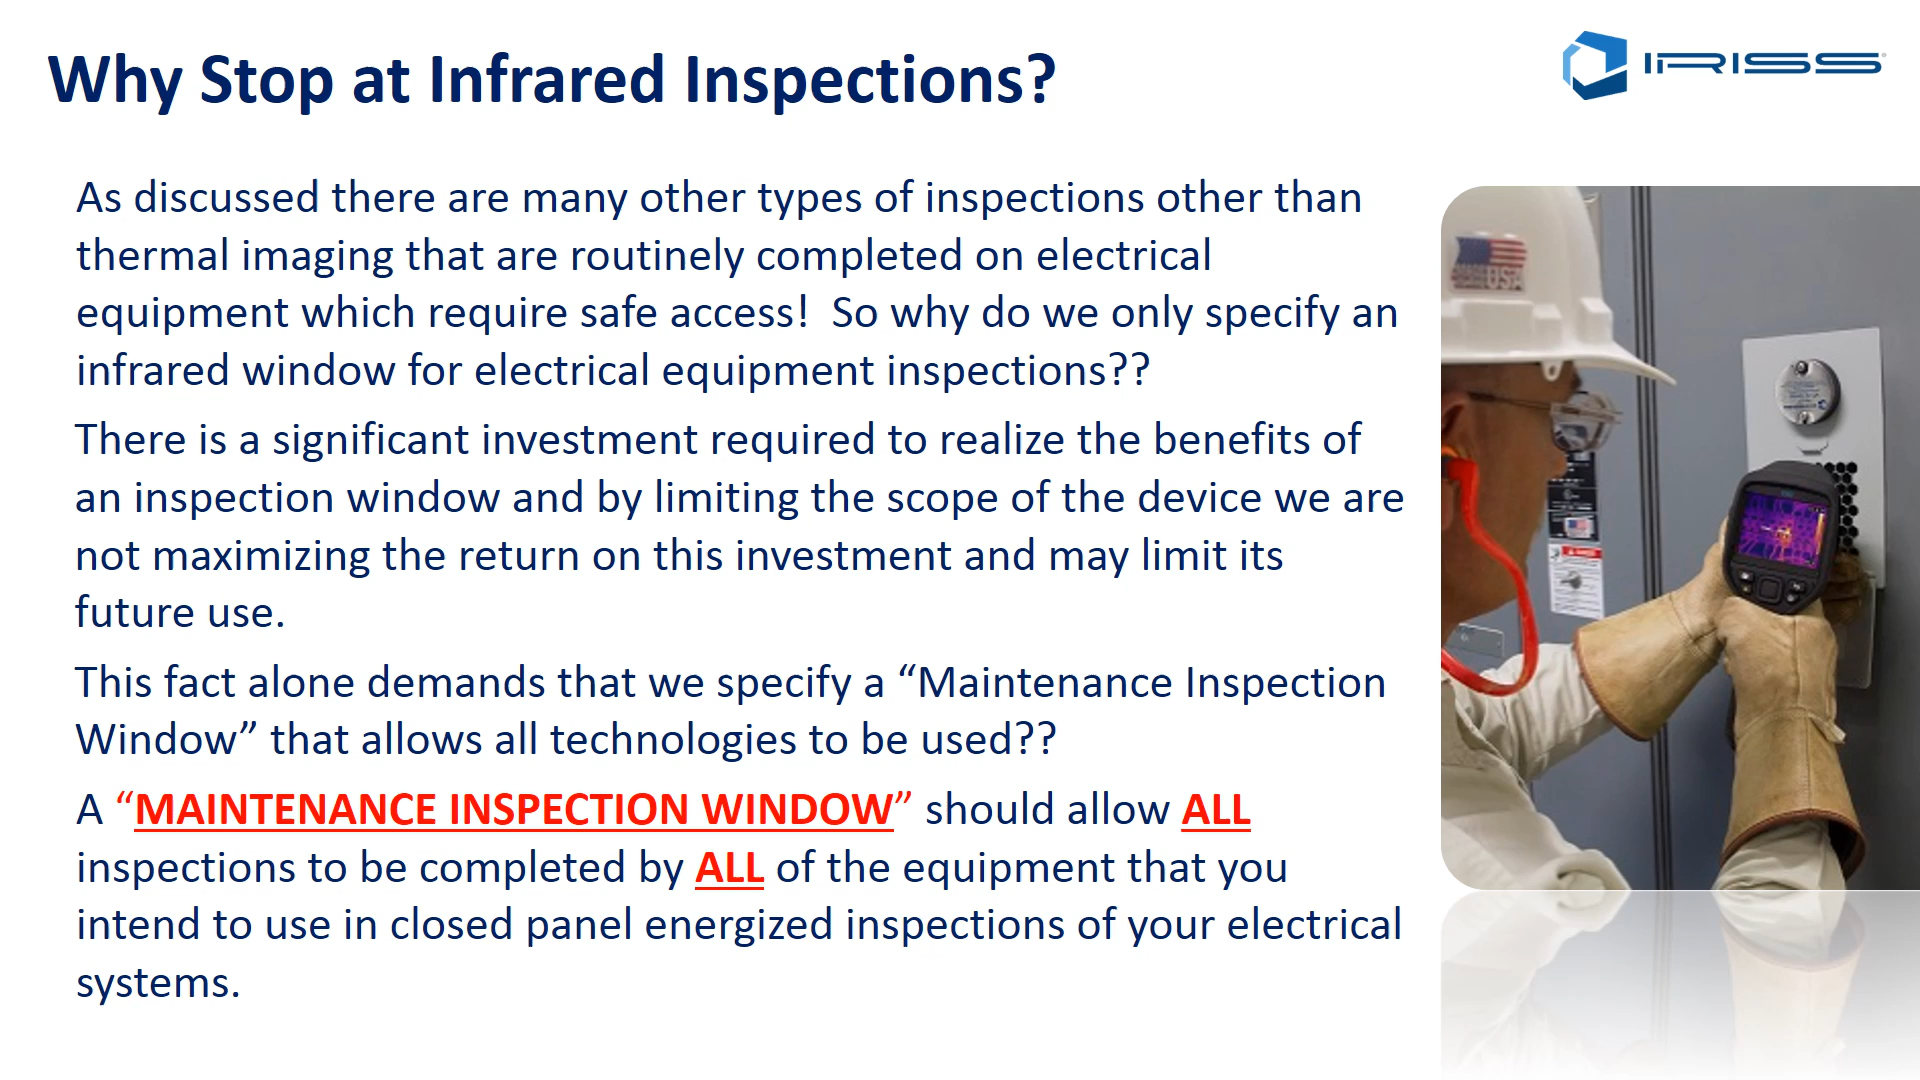 Why Stop at Infrared Inspections?
IRISS
As discussed there are many other types of inspections other than
thermal imaging that are routinely completed on electrical
equipment which require safe access!  So why do we only specify an
infrared window for electrical equipment inspections??
There is a significant investment required to realize the benefits of
an inspection window and by limiting the scope of the device we are
not maximizing the return on this investment and may limit its
future use.
This fact alone demands that we specify a “Maintenance Inspection
Window” that allows all technologies to be used??
A “MAINTENANCE INSPECTION WINDOW” should allow ALL
inspections to be completed by ALL of the equipment that you
intend to use in closed panel energized inspections of your electrical
systems.
USA